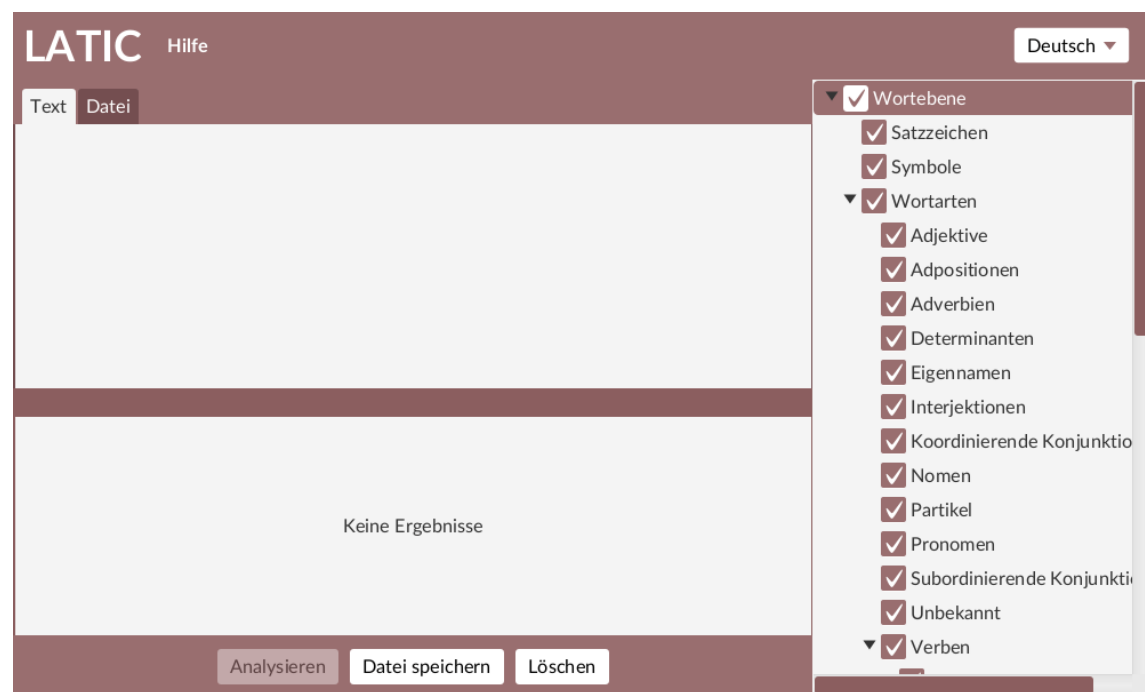 LATIC Hilfe
Deutsch
Text Datei
Keine Ergebnisse
Analysieren Datei speichern Löschen
Wortebene
Satzzeichen
Symbole
Wortarten
Adjektive
Adpositionen
Adverbien
Determinanten
Eigennamen
Interjektionen
Koordinierende Konjunktio
Nomen
Partikel
Pronomen
Subordinierende Konjunkti
Unbekannt
Verben